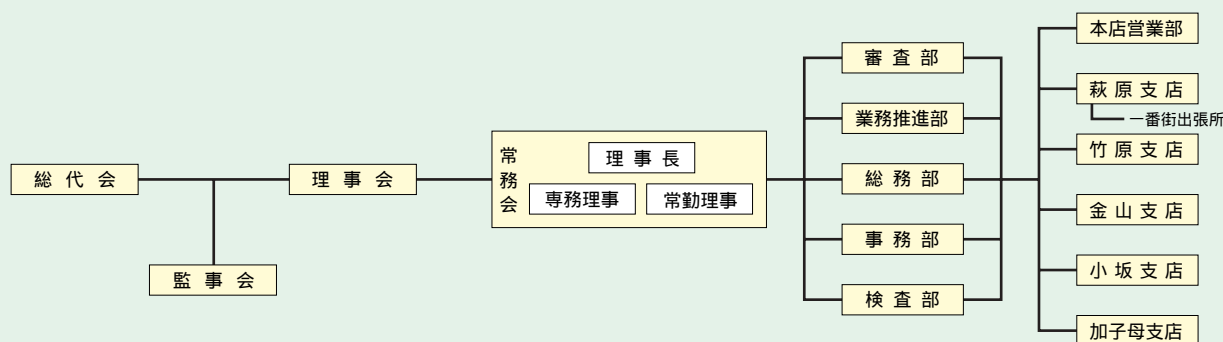 総代会
監事会
理事会
常務会
理事長
専務理事
常勤理事
審査部
業務推進部
総務部
事務部
検査部
本店営業部
萩原支店
一番街出張所
竹原支店
金山支店
小坂支店
加子母支店